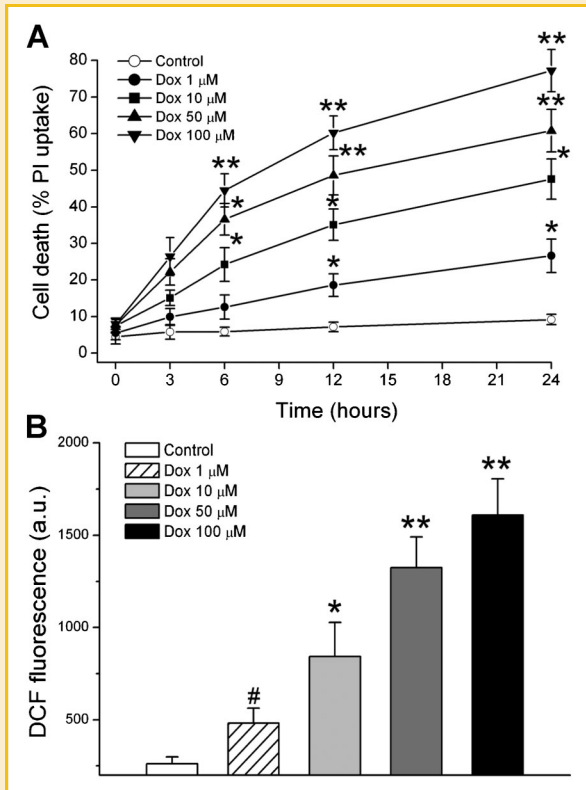 A
Control
Dox 1 µM
Dox 10 µM
Dox 50 µM
Dox 100 µM
Cell death (% PI uptake)
80
70
60
50
40
30
20
10
0
** ** ** ** ** * * * * * *
0 3 6 9 12 15 18 21 24
Time (hours)
B
Control
Dox 1 µM
Dox 10 µM
Dox 50 µM
Dox 100 µM
DCF fluorescence (a.u.)
2000
1500
1000
500
# * ** **